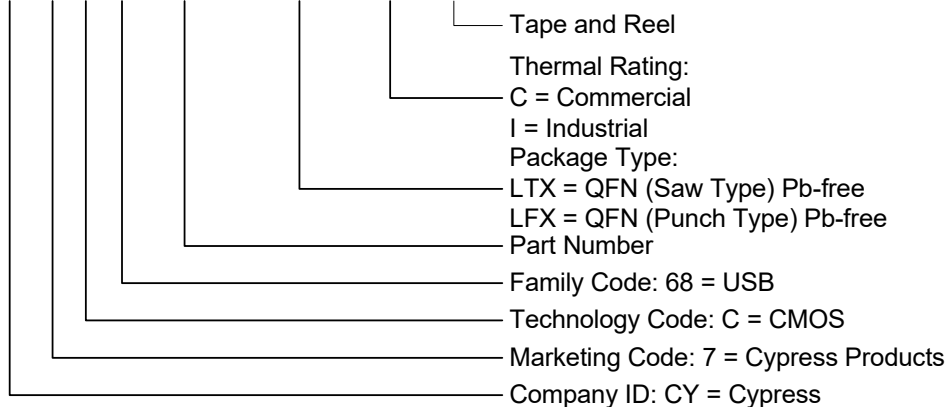 Tape and Reel
Thermal Rating:
C = Commercial
I = Industrial
Package Type:
LTX = QFN (Saw Type) Pb-free
LFX = QFN (Punch Type) Pb-free
Part Number
Family Code: 68 = USB
Technology Code: C = CMOS
Marketing Code: 7 = Cypress Products
Company ID: CY = Cypress